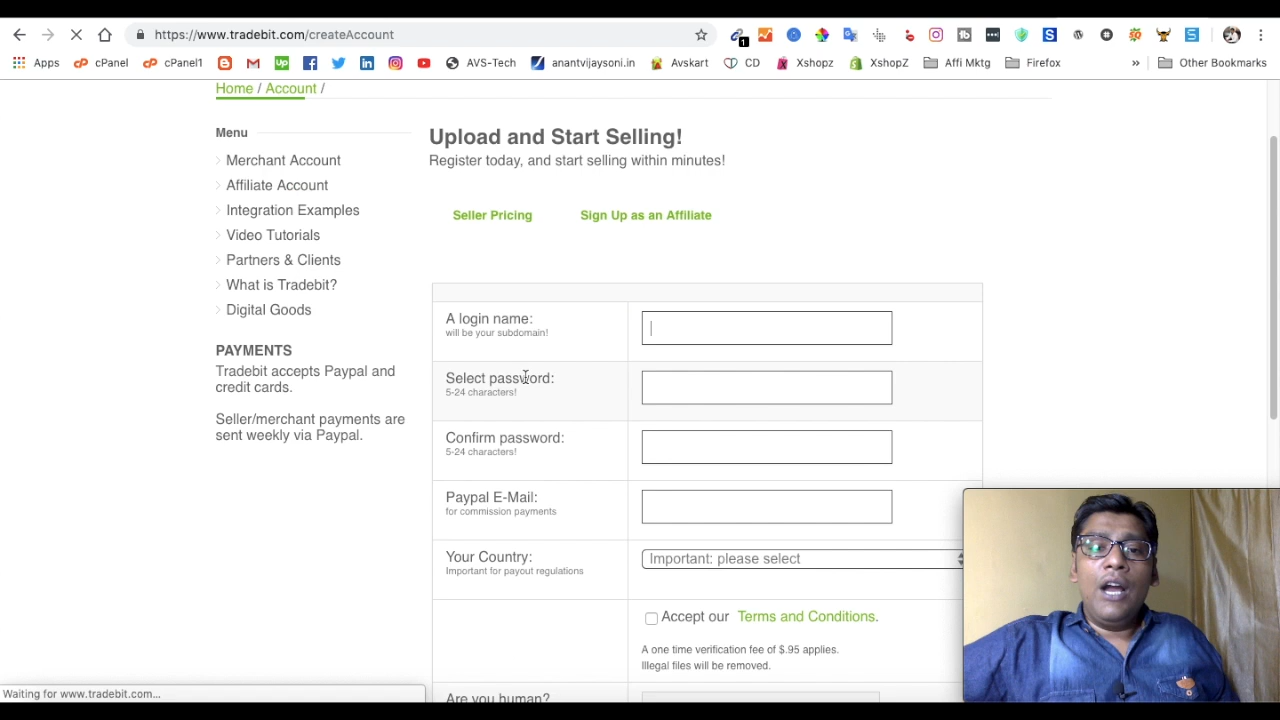 https://www.tradebit.com/createAccount
1
Apps cPanel cPanel1 AVS-Tech anantvijaysoni.in Avskart CD Xshopz XshopZ Affi Mktg Firefox » Other Bookmarks
Home / Account /
Menu
Merchant Account
Affiliate Account
Integration Examples
Video Tutorials
Partners & Clients
What is Tradebit?
Digital Goods
PAYMENTS
Tradebit accepts Paypal and
credit cards.
Seller/merchant payments are
sent weekly via Paypal.
Upload and Start Selling!
Register today, and start selling within minutes!
Seller Pricing Sign Up as an Affiliate
A login name:
will be your subdomain!
Select password:
5-24 characters!
Confirm password:
5-24 characters!
Paypal E-Mail:
for commission payments
Your Country:
Important for payout regulations
Important: please select
Accept our Terms and Conditions.
A one time verification fee of $.95 applies.
Illegal files will be removed.
Are you human?
Waiting for www.tradebit.com...